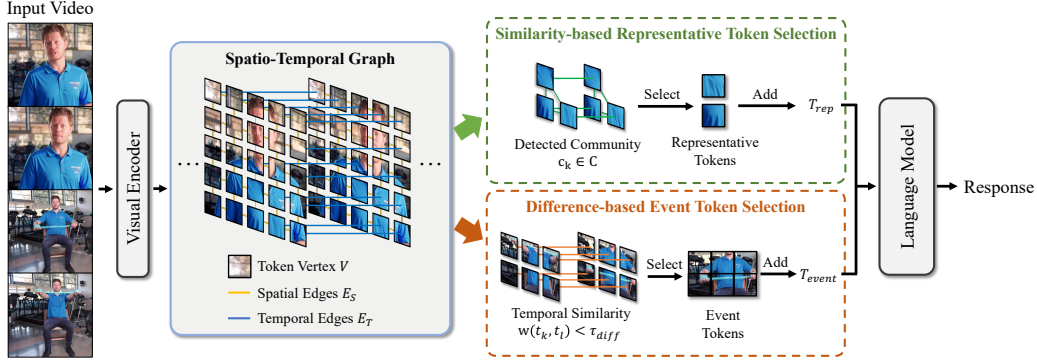 Input Video
Visual Encoder
Spatio-Temporal Graph
...
...
Token Vertex V
Spatial Edges E_S
Temporal Edges E_T
Similarity-based Representative Token Selection
Detected Community
c_k ∈ C
Select
Representative
Tokens
Add
T_rep
Difference-based Event Token Selection
Temporal Similarity
w(t_k, t_l) < τ_diff
Select
Event
Tokens
Add
T_event
Language Model
Response